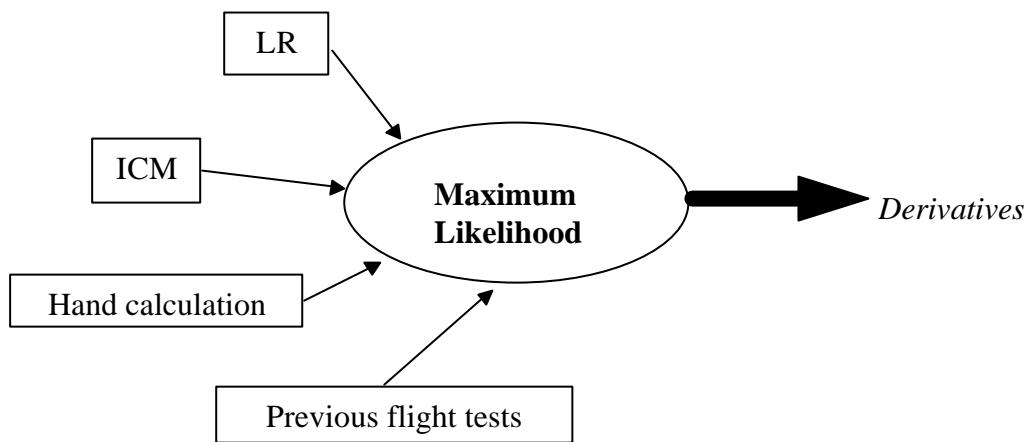 LR
ICM
Maximum
Likelihood
Derivatives
Hand calculation
Previous flight tests